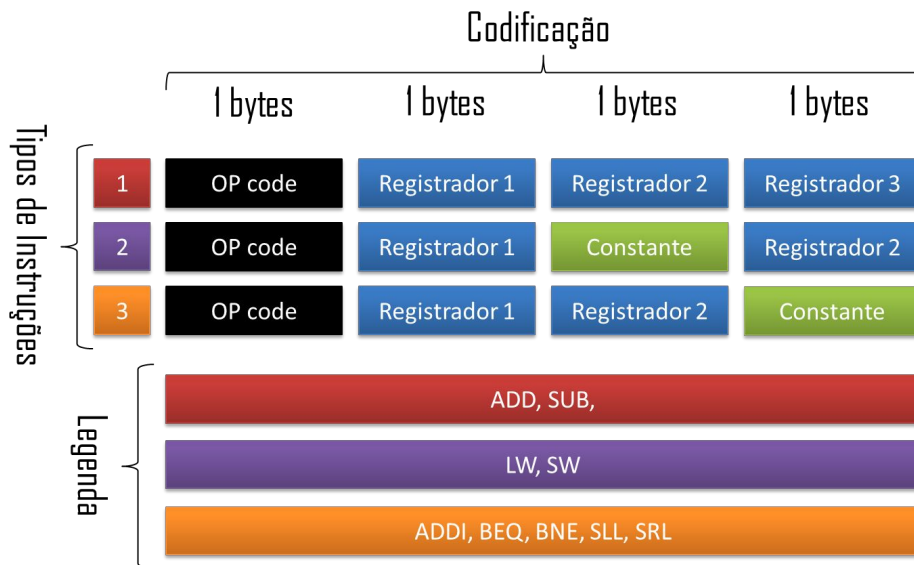 Codificação
1 bytes 1 bytes 1 bytes 1 bytes
Tipos de Instruções
1 OP code Registrador 1 Registrador 2 Registrador 3
2 OP code Registrador 1 Constante Registrador 2
3 OP code Registrador 1 Registrador 2 Constante
Legenda
ADD, SUB,
LW, SW
ADDI, BEQ, BNE, SLL, SRL